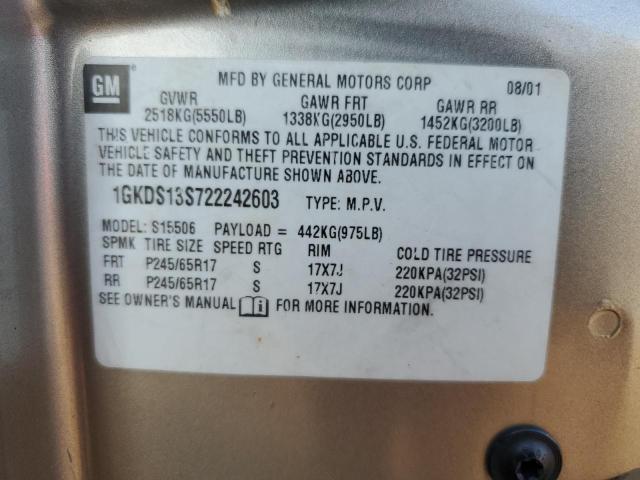 GM
MFD BY GENERAL MOTORS CORP 08/01
GVWR GAWR FRT GAWR RR
2518KG(5550LB) 1338KG(2950LB) 1452KG(3200LB)
THIS VEHICLE CONFORMS TO ALL APPLICABLE U.S. FEDERAL MOTOR
VEHICLE SAFETY AND THEFT PREVENTION STANDARDS IN EFFECT ON
THE DATE OF MANUFACTURE SHOWN ABOVE.
1GKDS13S722242603 TYPE: M.P.V.
MODEL: S15506 PAYLOAD = 442KG(975LB)
SPMK TIRE SIZE SPEED RTG RIM COLD TIRE PRESSURE
FRT P245/65R17 S 17X7J 220KPA(32PSI)
RR P245/65R17 S 17X7J 220KPA(32PSI)
SEE OWNER'S MANUAL FOR MORE INFORMATION.